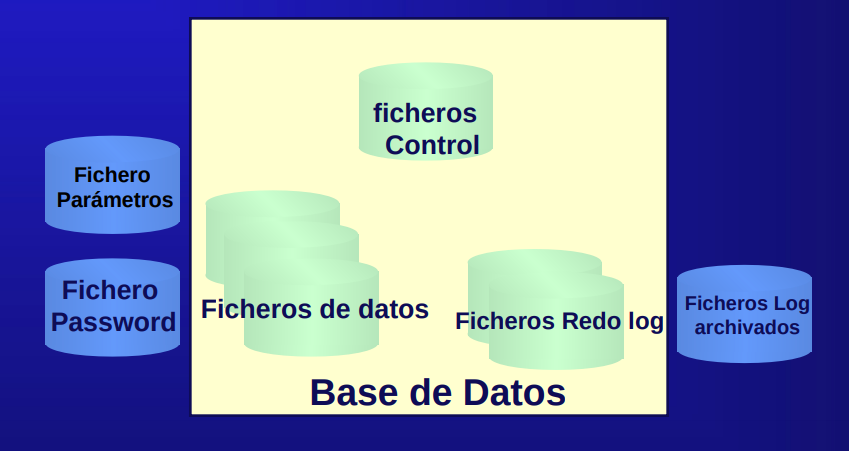 ficheros
Control
Fichero
Parámetros
Fichero
Password
Ficheros de datos
Ficheros Redo log
Ficheros Log
archivados
Base de Datos